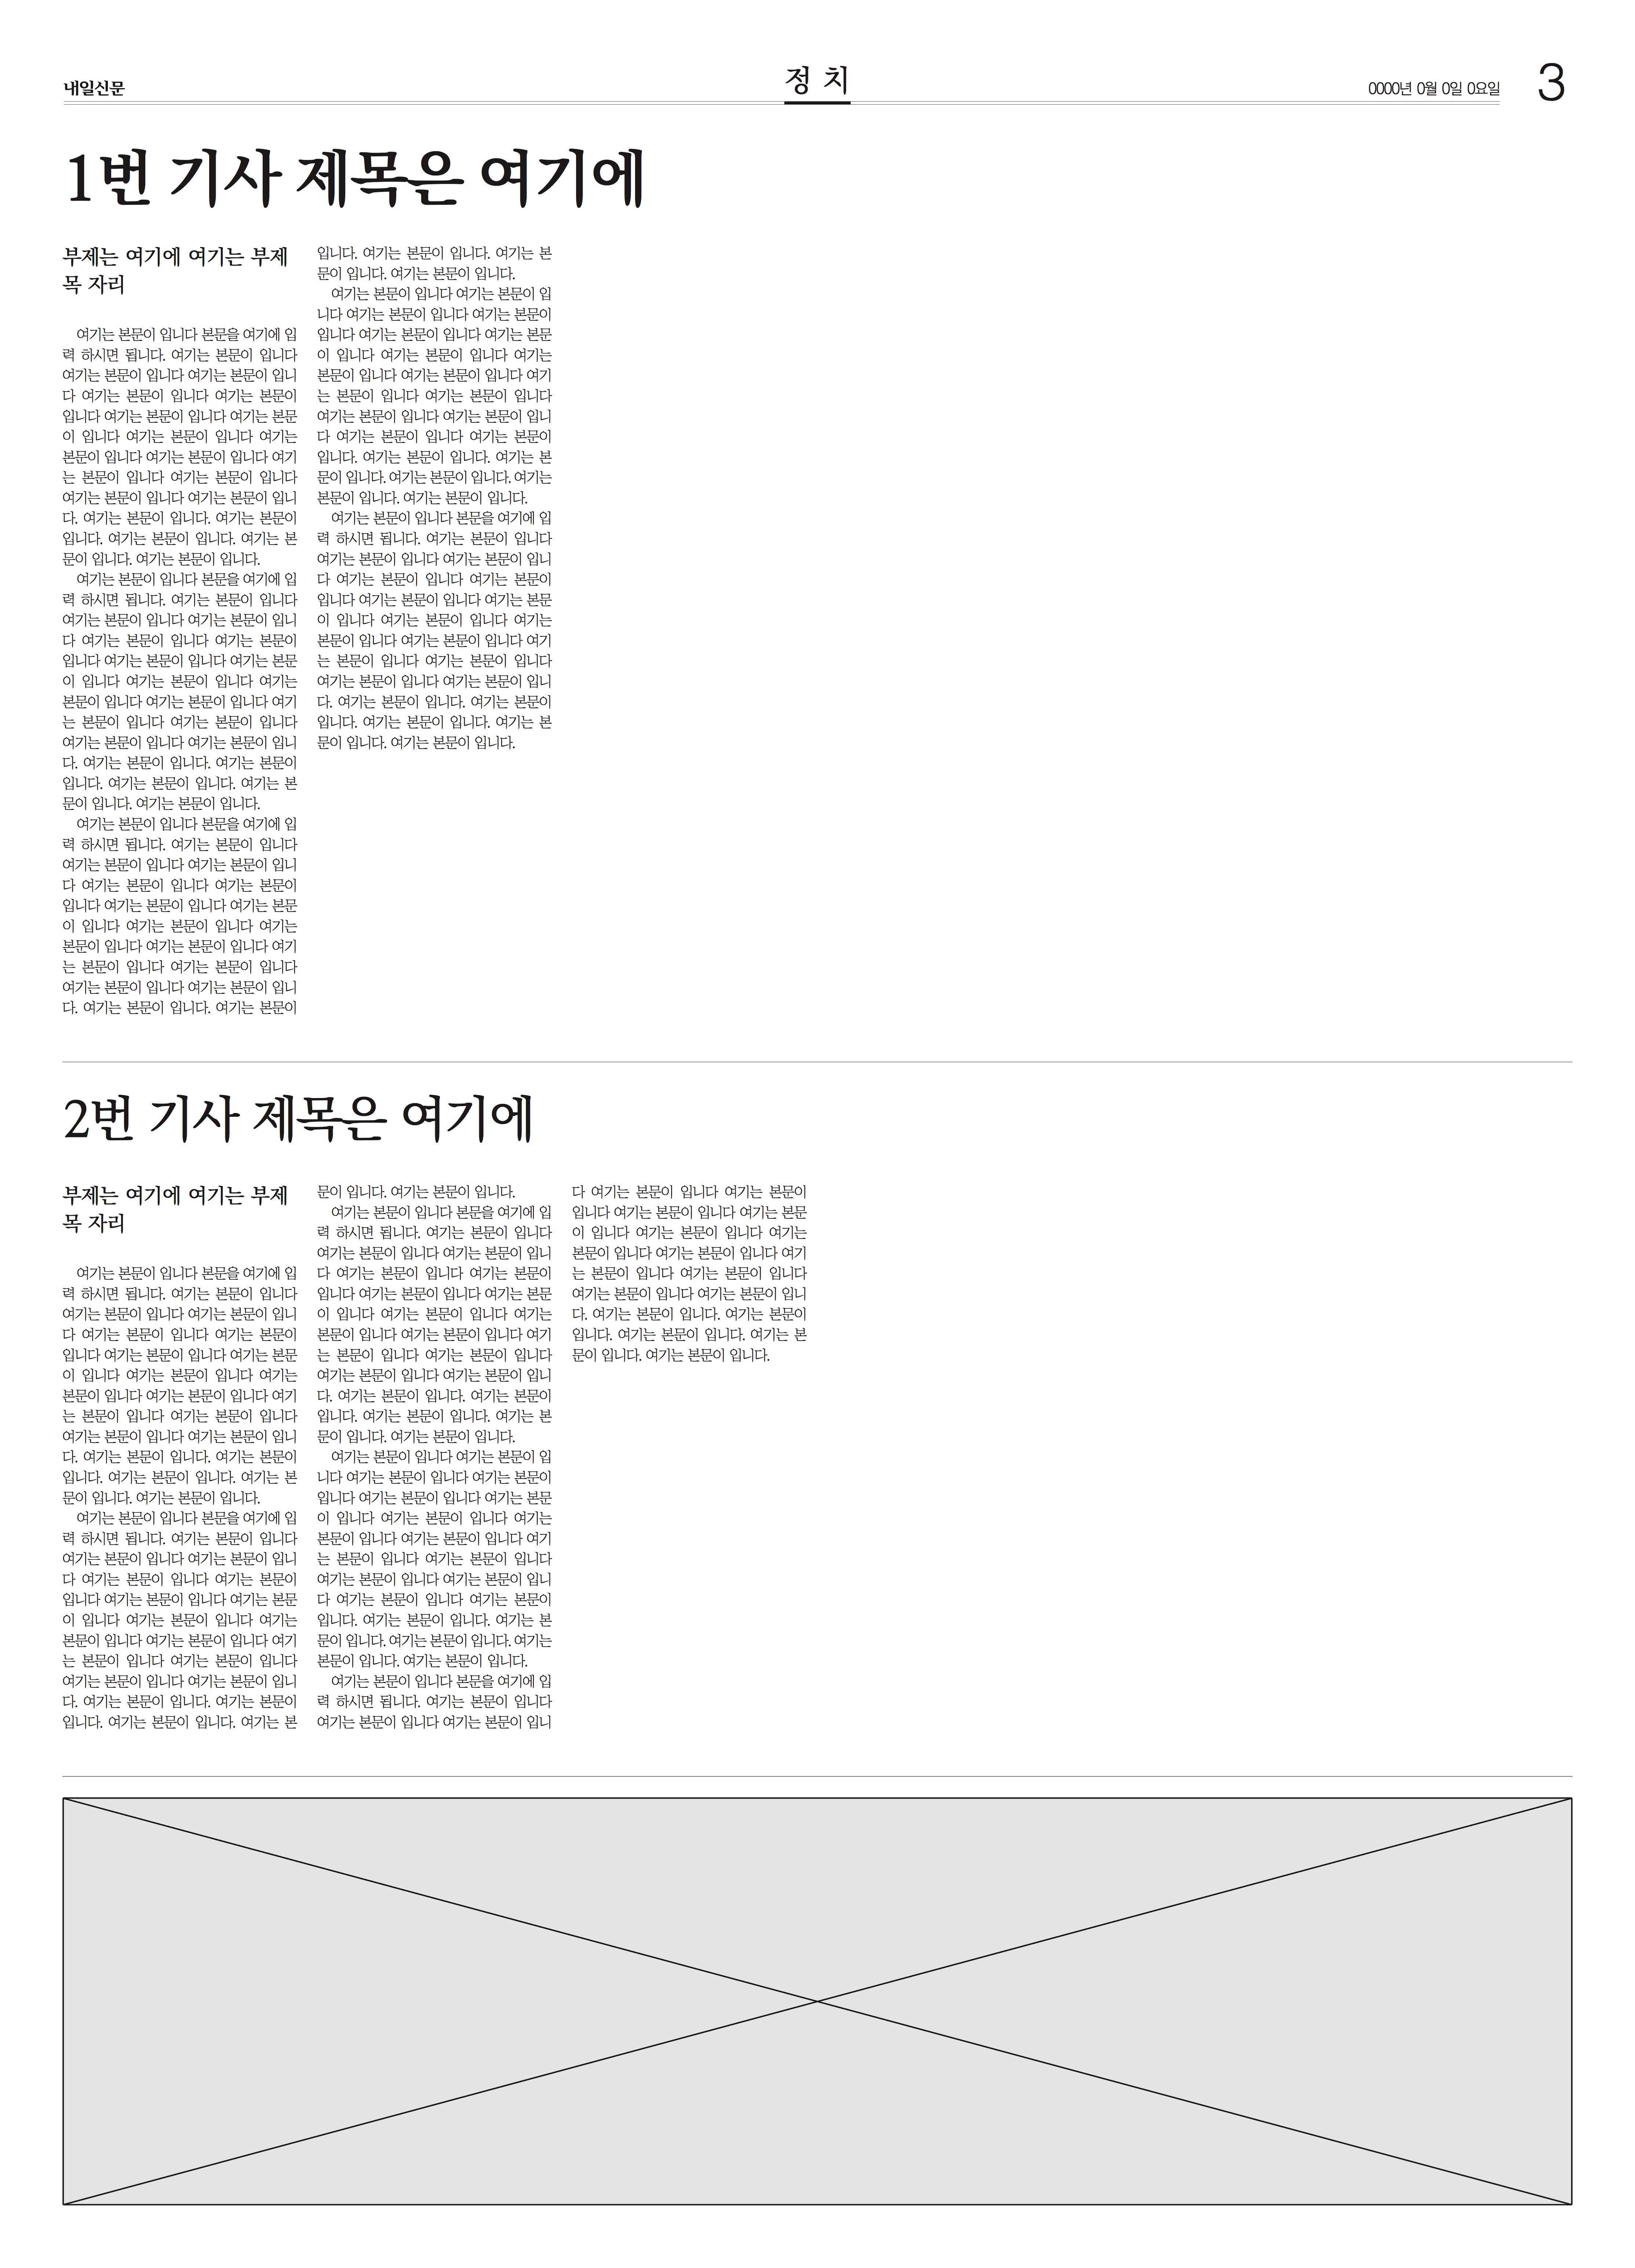 내일신문
정 치
0000년 0월 0일 0요일
3
1번 기사 제목은 여기에
부제는 여기에 여기는 부제
목 자리
여기는 본문이 입니다 본문을 여기에 입
력 하시면 됩니다. 여기는 본문이 입니다
여기는 본문이 입니다 여기는 본문이 입니
다 여기는 본문이 입니다 여기는 본문이
입니다 여기는 본문이 입니다 여기는 본문
이 입니다 여기는 본문이 입니다 여기는
본문이 입니다 여기는 본문이 입니다 여기
는 본문이 입니다 여기는 본문이 입니다
여기는 본문이 입니다 여기는 본문이 입니
다. 여기는 본문이 입니다. 여기는 본문이
입니다. 여기는 본문이 입니다. 여기는 본
문이 입니다. 여기는 본문이 입니다.
여기는 본문이 입니다 본문을 여기에 입
력 하시면 됩니다. 여기는 본문이 입니다
여기는 본문이 입니다 여기는 본문이 입니
다 여기는 본문이 입니다 여기는 본문이
입니다 여기는 본문이 입니다 여기는 본문
이 입니다 여기는 본문이 입니다 여기는
본문이 입니다 여기는 본문이 입니다 여기
는 본문이 입니다 여기는 본문이 입니다
여기는 본문이 입니다 여기는 본문이 입니
다. 여기는 본문이 입니다. 여기는 본문이
입니다. 여기는 본문이 입니다. 여기는 본
문이 입니다. 여기는 본문이 입니다.
여기는 본문이 입니다 본문을 여기에 입
력 하시면 됩니다. 여기는 본문이 입니다
여기는 본문이 입니다 여기는 본문이 입니
다 여기는 본문이 입니다 여기는 본문이
입니다 여기는 본문이 입니다 여기는 본문
이 입니다 여기는 본문이 입니다 여기는
본문이 입니다 여기는 본문이 입니다 여기
는 본문이 입니다 여기는 본문이 입니다
여기는 본문이 입니다 여기는 본문이 입니
다. 여기는 본문이 입니다. 여기는 본문이
입니다. 여기는 본문이 입니다. 여기는 본
문이 입니다. 여기는 본문이 입니다.
여기는 본문이 입니다 여기는 본문이 입
니다 여기는 본문이 입니다 여기는 본문이
입니다 여기는 본문이 입니다 여기는 본문
이 입니다 여기는 본문이 입니다 여기는
본문이 입니다 여기는 본문이 입니다 여기
는 본문이 입니다 여기는 본문이 입니다
여기는 본문이 입니다 여기는 본문이 입니
다 여기는 본문이 입니다 여기는 본문이
입니다. 여기는 본문이 입니다. 여기는 본
문이 입니다. 여기는 본문이 입니다. 여기는
본문이 입니다. 여기는 본문이 입니다.
여기는 본문이 입니다 본문을 여기에 입
력 하시면 됩니다. 여기는 본문이 입니다
여기는 본문이 입니다 여기는 본문이 입니
다 여기는 본문이 입니다 여기는 본문이
입니다 여기는 본문이 입니다 여기는 본문
이 입니다 여기는 본문이 입니다 여기는
본문이 입니다 여기는 본문이 입니다 여기
는 본문이 입니다 여기는 본문이 입니다
여기는 본문이 입니다 여기는 본문이 입니
다. 여기는 본문이 입니다. 여기는 본문이
입니다. 여기는 본문이 입니다. 여기는 본
문이 입니다. 여기는 본문이 입니다.
2번 기사 제목은 여기에
부제는 여기에 여기는 부제
목 자리
여기는 본문이 입니다 본문을 여기에 입
력 하시면 됩니다. 여기는 본문이 입니다
여기는 본문이 입니다 여기는 본문이 입니
다 여기는 본문이 입니다 여기는 본문이
입니다 여기는 본문이 입니다 여기는 본문
이 입니다 여기는 본문이 입니다 여기는
본문이 입니다 여기는 본문이 입니다 여기
는 본문이 입니다 여기는 본문이 입니다
여기는 본문이 입니다 여기는 본문이 입니
다. 여기는 본문이 입니다. 여기는 본문이
입니다. 여기는 본문이 입니다. 여기는 본
문이 입니다. 여기는 본문이 입니다.
여기는 본문이 입니다 본문을 여기에 입
력 하시면 됩니다. 여기는 본문이 입니다
여기는 본문이 입니다 여기는 본문이 입니
다 여기는 본문이 입니다 여기는 본문이
입니다 여기는 본문이 입니다 여기는 본문
이 입니다 여기는 본문이 입니다 여기는
본문이 입니다 여기는 본문이 입니다 여기
는 본문이 입니다 여기는 본문이 입니다
여기는 본문이 입니다 여기는 본문이 입니
다. 여기는 본문이 입니다. 여기는 본문이
입니다. 여기는 본문이 입니다. 여기는 본
문이 입니다. 여기는 본문이 입니다.
여기는 본문이 입니다 본문을 여기에 입
력 하시면 됩니다. 여기는 본문이 입니다
여기는 본문이 입니다 여기는 본문이 입니
다 여기는 본문이 입니다 여기는 본문이
입니다 여기는 본문이 입니다 여기는 본문
이 입니다 여기는 본문이 입니다 여기는
본문이 입니다 여기는 본문이 입니다 여기
는 본문이 입니다 여기는 본문이 입니다
여기는 본문이 입니다 여기는 본문이 입니
다. 여기는 본문이 입니다. 여기는 본문이
입니다. 여기는 본문이 입니다. 여기는 본
문이 입니다. 여기는 본문이 입니다.
여기는 본문이 입니다 여기는 본문이 입
니다 여기는 본문이 입니다 여기는 본문이
입니다 여기는 본문이 입니다 여기는 본문
이 입니다 여기는 본문이 입니다 여기는
본문이 입니다 여기는 본문이 입니다 여기
는 본문이 입니다 여기는 본문이 입니다
여기는 본문이 입니다 여기는 본문이 입니
다 여기는 본문이 입니다 여기는 본문이
입니다. 여기는 본문이 입니다. 여기는 본
문이 입니다. 여기는 본문이 입니다. 여기는
본문이 입니다. 여기는 본문이 입니다.
여기는 본문이 입니다 본문을 여기에 입
력 하시면 됩니다. 여기는 본문이 입니다
여기는 본문이 입니다 여기는 본문이 입니
다 여기는 본문이 입니다 여기는 본문이
입니다 여기는 본문이 입니다 여기는 본문
이 입니다 여기는 본문이 입니다 여기는
본문이 입니다 여기는 본문이 입니다 여기
는 본문이 입니다 여기는 본문이 입니다
여기는 본문이 입니다 여기는 본문이 입니
다. 여기는 본문이 입니다. 여기는 본문이
입니다. 여기는 본문이 입니다. 여기는 본
문이 입니다. 여기는 본문이 입니다.